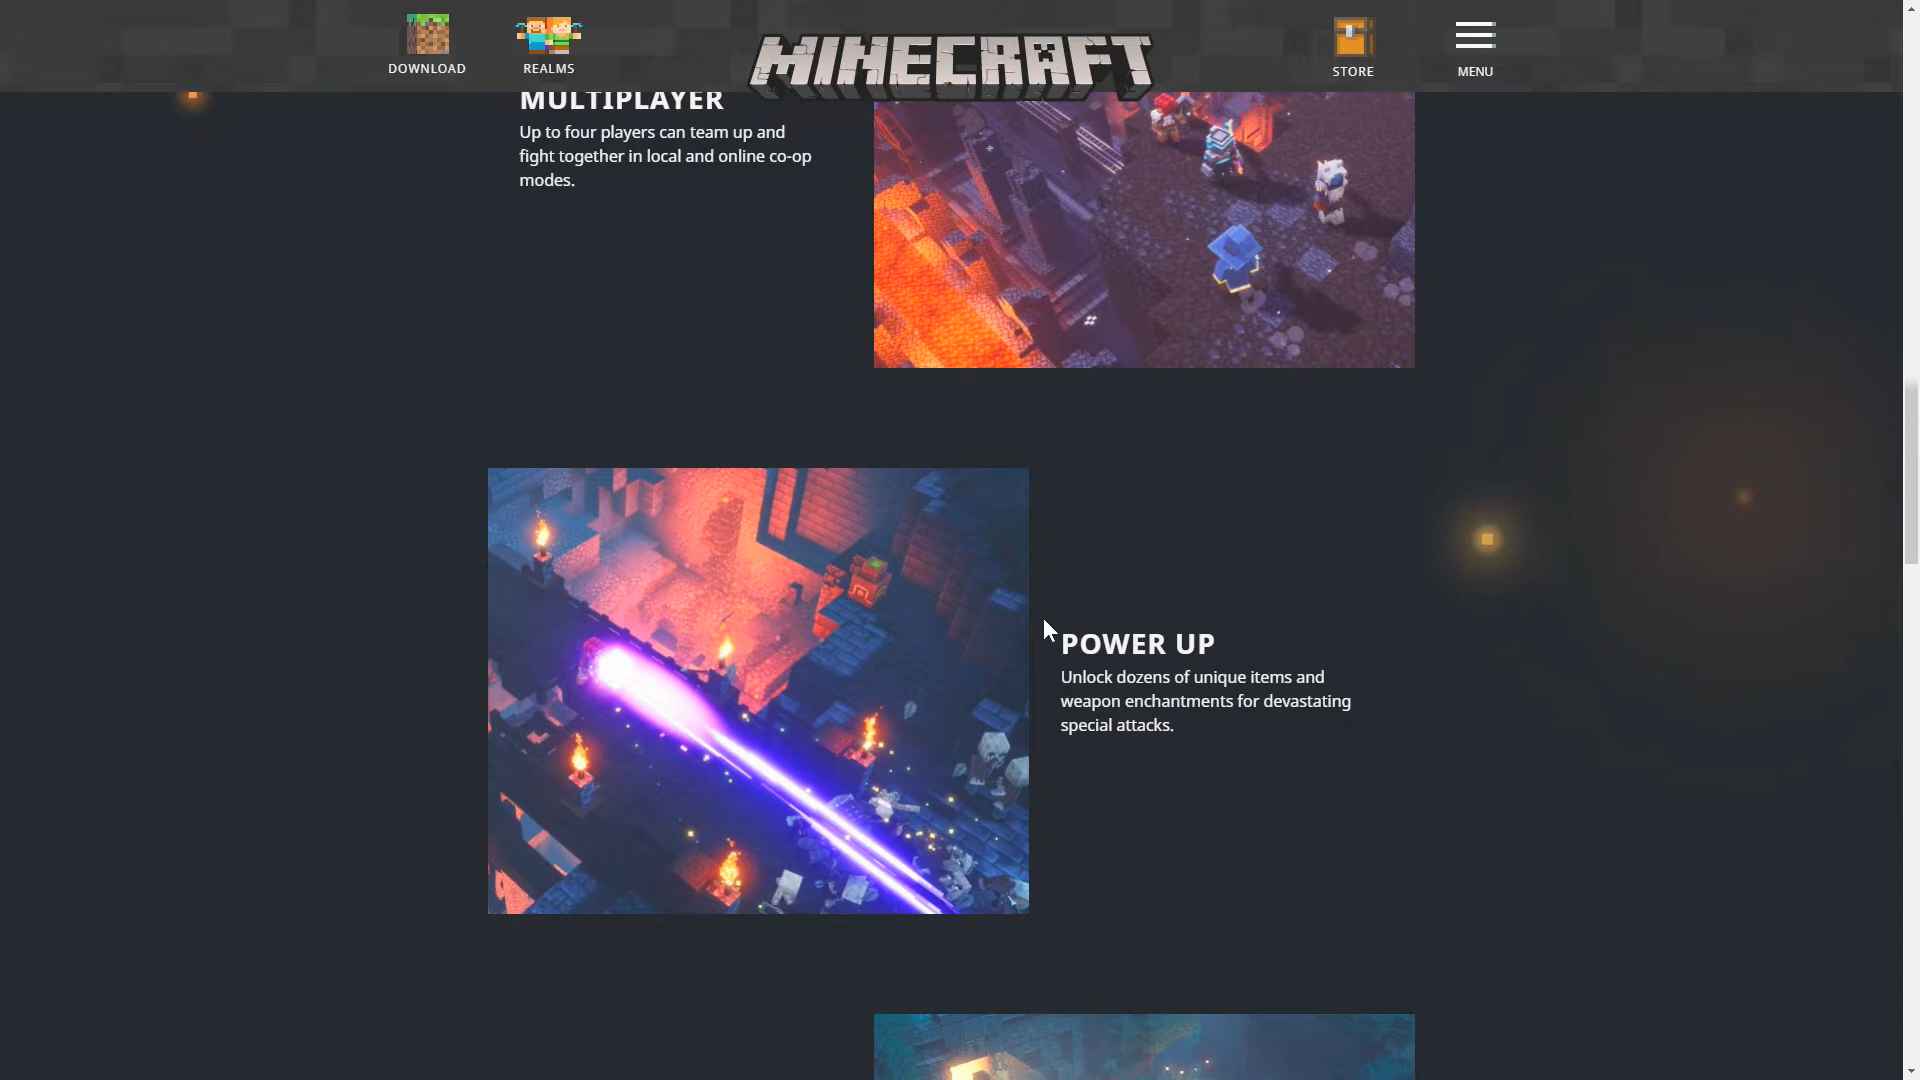 DOWNLOAD
REALMS
MINECRAFT
STORE
MENU
MULTIPLAYER
Up to four players can team up and
fight together in local and online co-op
modes.
POWER UP
Unlock dozens of unique items and
weapon enchantments for devastating
special attacks.